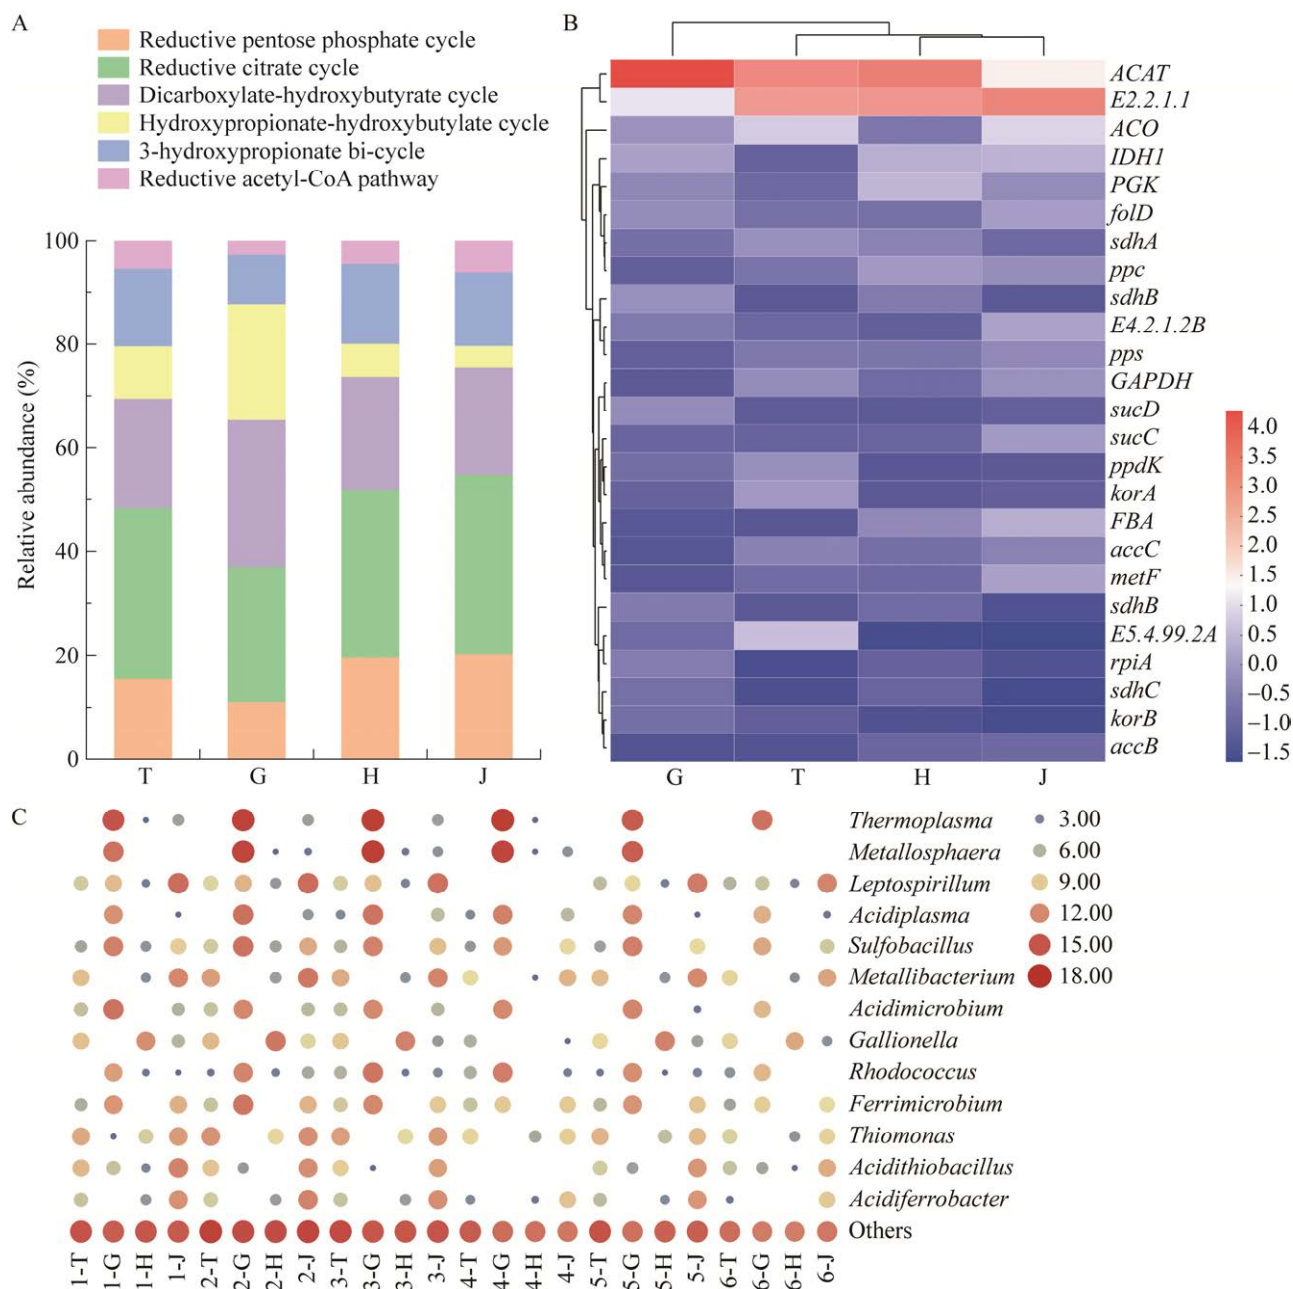 A
Reductive pentose phosphate cycle
Reductive citrate cycle
Dicarboxylate-hydroxybutyrate cycle
Hydroxypropionate-hydroxybutylate cycle
3-hydroxypropionate bi-cycle
Reductive acetyl-CoA pathway
Relative abundance (%)
100
80
60
40
20
0
T G H J
B
ACAT
E2.2.1.1
ACO
IDH1
PGK
folD
sdhA
ppc
sdhB
E4.2.1.2B
pps
GAPDH
sucD
sucC
ppdK
korA
FBA
accC
metF
sdhB
E5.4.99.2A
rpiA
sdhC
korB
accB
G T H J
4.0
3.5
3.0
2.5
2.0
1.5
1.0
0.5
0.0
−0.5
−1.0
−1.5
C
Thermoplasma
Metallosphaera
Leptospirillum
Acidiplasma
Sulfobacillus
Metallibacterium
Acidimicrobium
Gallionella
Rhodococcus
Ferrimicrobium
Thiomonas
Acidithiobacillus
Acidiferrobacter
Others
3.00
6.00
9.00
12.00
15.00
18.00
1-T 1-G 1-H 1-J 2-T 2-G 2-H 2-J 3-T 3-G 3-H 3-J 4-T 4-G 4-H 4-J 5-T 5-G 5-H 5-J 6-T 6-G 6-H 6-J